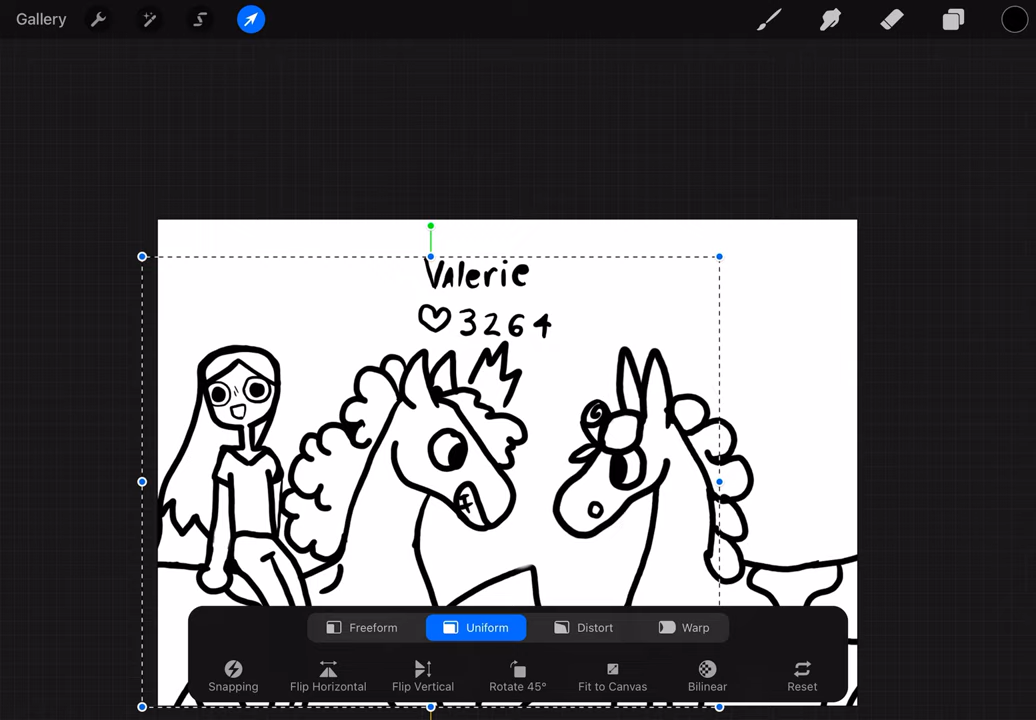 Gallery
Valerie
♡ 3264
Freeform Uniform Distort Warp
Snapping Flip Horizontal Flip Vertical Rotate 45° Fit to Canvas Bilinear Reset